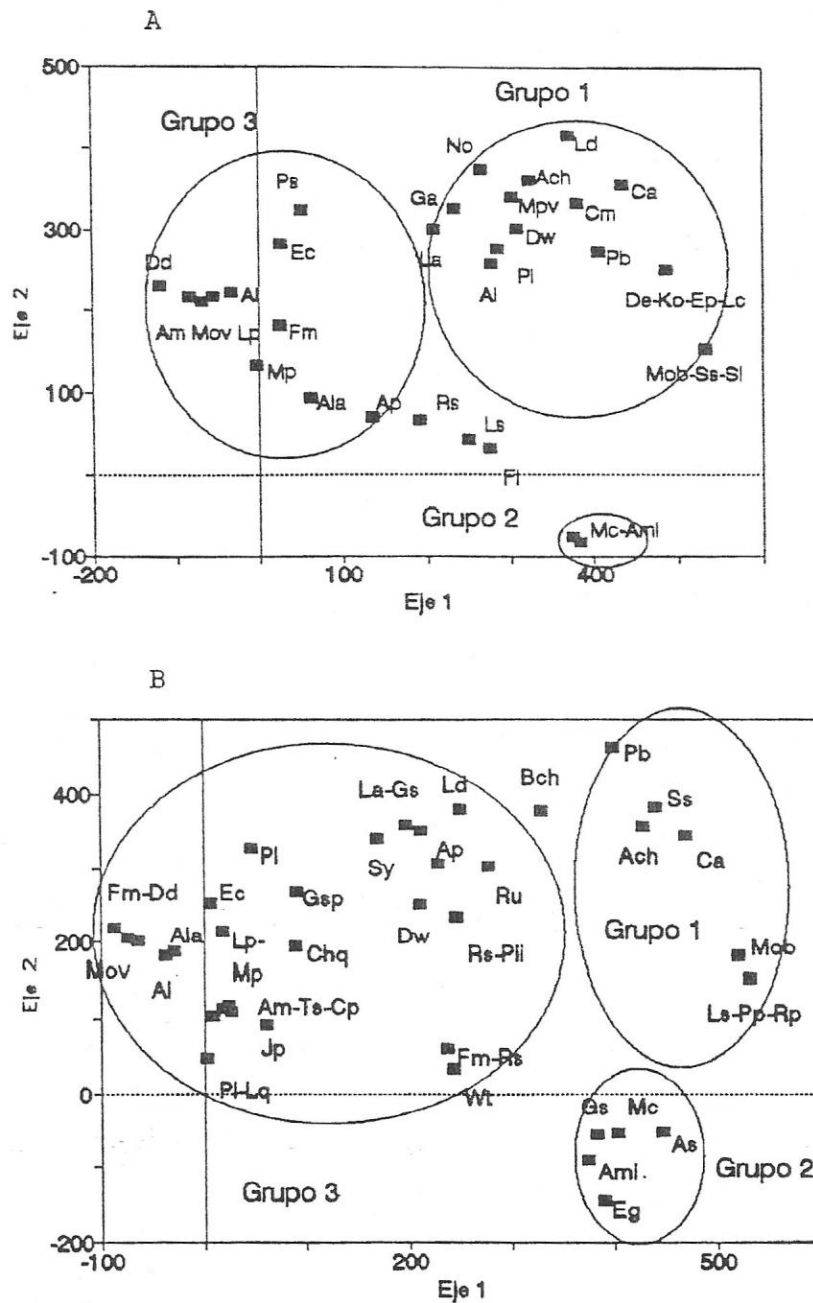 A
500
Grupo 1
Grupo 3
No
Ld
Ps
Ach
Ca
Ga
Mpv
Cm
Ec
Dw
300
La
Pl
Pb
Dd
Al
Al
De-Ko-Ep-Lc
Eje 2
Am Mov Lp
Fm
Mp
Mob-Ss-Sl
Ala
Ap
Rs
Ls
100
Fl
Grupo 2
Mc-Aml
-100
-200
100
400
Eje 1
B
Pb
La-Gs
Ld
Bch
Ss
400
Pl
Ap
Sy
Ach
Ca
Fm-Dd
Ec
Gsp
Ru
Ala
Dw
Grupo 1
Lp-
Chq
Rs-Pll
Mob
200
Mov
Mp
Al
Am-Ts-Cp
Ls-Pp-Rp
Eje 2
Jp
Fm-Rs
Pl-Lq
Wt
0
Gs
Mc
As
Aml.
Grupo 3
Grupo 2
Eg
-200
-100
200
500
Eje 1